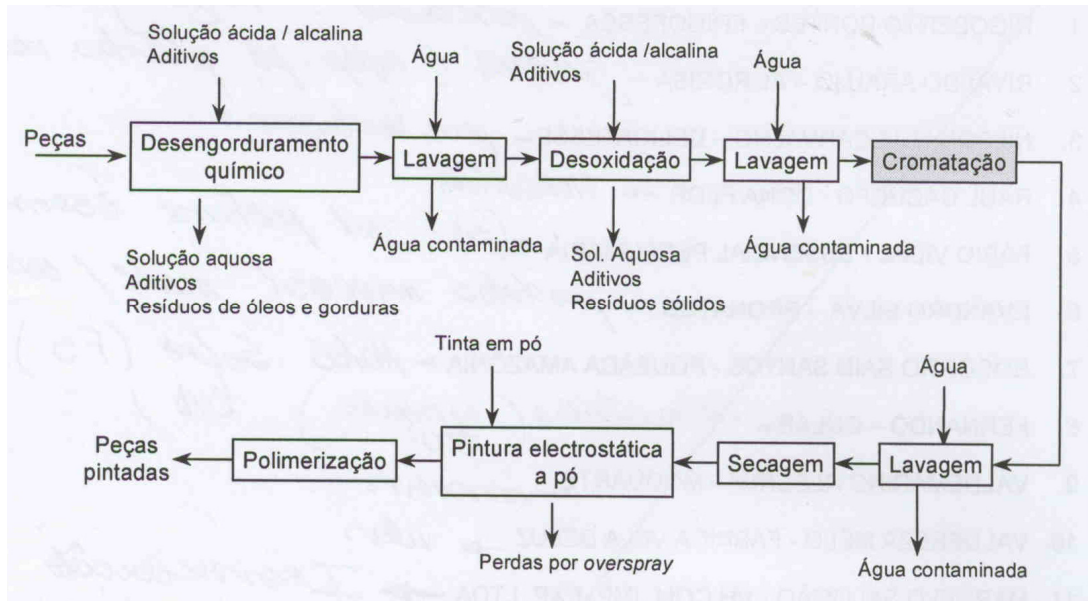 Solução ácida / alcalina
Aditivos
Água
Solução ácida /alcalina
Aditivos
Água
Peças
Desengorduramento
químico
Lavagem
Desoxidação
Lavagem
Cromatação
Solução aquosa
Aditivos
Resíduos de óleos e gorduras
Água contaminada
Sol. Aquosa
Aditivos
Resíduos sólidos
Água contaminada
Tinta em pó
Água
Peças
pintadas
Polimerização
Pintura electrostática
a pó
Secagem
Lavagem
Perdas por overspray
Água contaminada